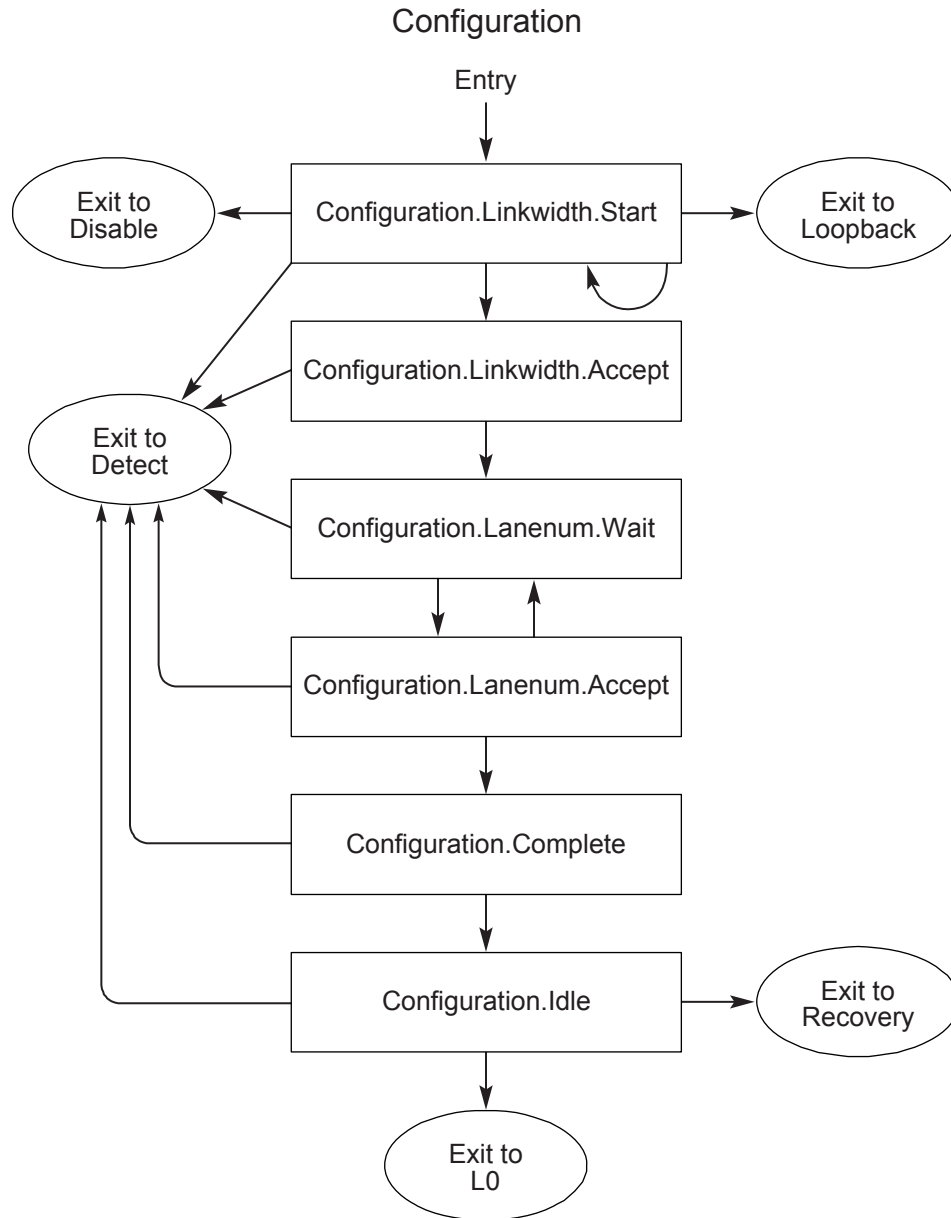 Configuration
Entry
Exit to
Disable
Configuration.Linkwidth.Start
Exit to
Loopback
Configuration.Linkwidth.Accept
Exit to
Detect
Configuration.Lanenum.Wait
Configuration.Lanenum.Accept
Configuration.Complete
Configuration.Idle
Exit to
Recovery
Exit to
L0